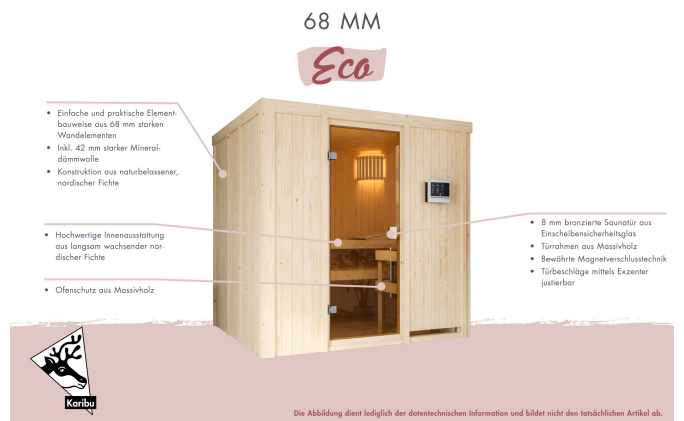 68 MM
Eco
• Einfache und praktische Element-
bauweise aus 68 mm starken
Wandelementen
• Inkl. 42 mm starker Mineral-
dämmwolle
• Konstruktion aus naturbelassener,
nordischer Fichte
• Hochwertige Innenausstattung
aus langsam wachsender nor-
discher Fichte
• Ofenschutz aus Massivholz
• 8 mm bronzierte Saunatür aus
Einscheibensicherheitsglas
• Türrahmen aus Massivholz
• Bewährte Magnetverschlusstechnik
• Türbeschläge mittels Exzenter
justierbar
Karibu
Die Abbildung dient lediglich der datentechnischen Information und bildet nicht den tatsächlichen Artikel ab.